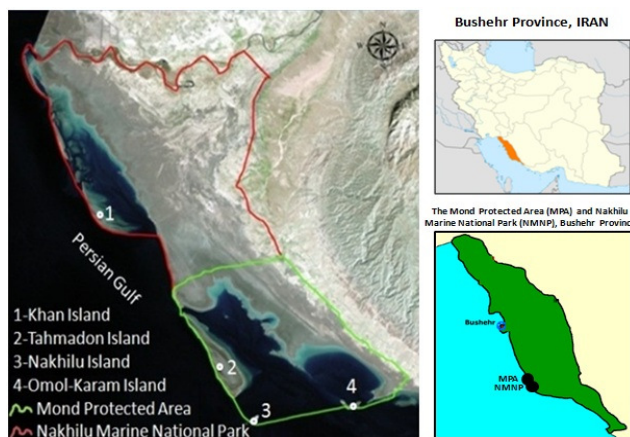 1
Persian Gulf
1-Khan Island
2-Tahmadon Island
3-Nakhilu Island
4-Omol-Karam Island
Mond Protected Area
Nakhilu Marine National Park
2
3
4
N
Bushehr Province, IRAN
The Mond Protected Area (MPA) and Nakhilu
Marine National Park (NMNP), Bushehr Provinc
Bushehr
MPA
NMNP